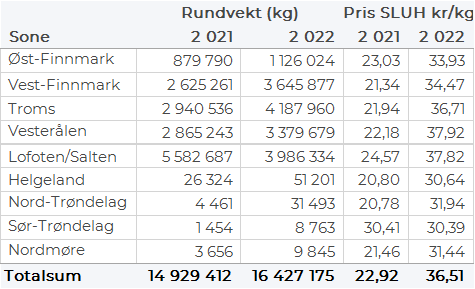 Rundvekt (kg) Pris SLUH kr/kg
Sone 2 021 2 022 2 021 2 022
Øst-Finnmark 879 790 1 126 024 23,03 33,93
Vest-Finnmark 2 625 261 3 645 877 21,34 34,47
Troms 2 940 536 4 187 960 21,94 36,71
Vesterålen 2 865 243 3 379 679 22,18 37,92
Lofoten/Salten 5 582 687 3 986 334 24,57 37,82
Helgeland 26 324 51 201 20,80 30,64
Nord-Trøndelag 4 461 31 493 20,78 31,94
Sør-Trøndelag 1 454 8 763 30,41 30,39
Nordmøre 3 656 9 845 21,46 31,44
Totalsum 14 929 412 16 427 175 22,92 36,51